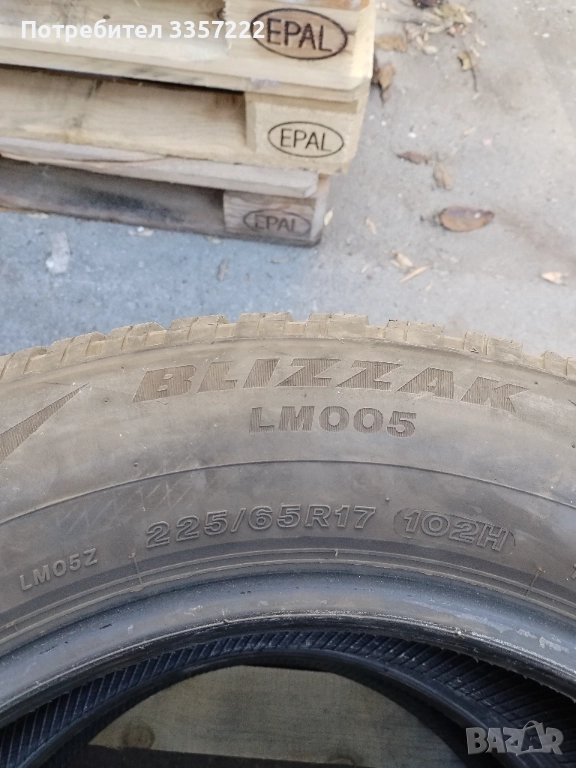 Потребител 3357222
EPAL
EPAL
EPAL
BLIZZAK
LM005
225/65R17 102H
LM05Z
BAZAR